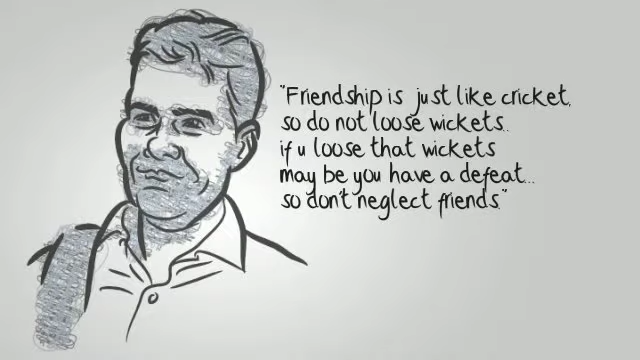 "Friendship is just like cricket,
so do not loose wickets..
if u loose that wickets
may be you have a defeat...
so don't neglect friends."